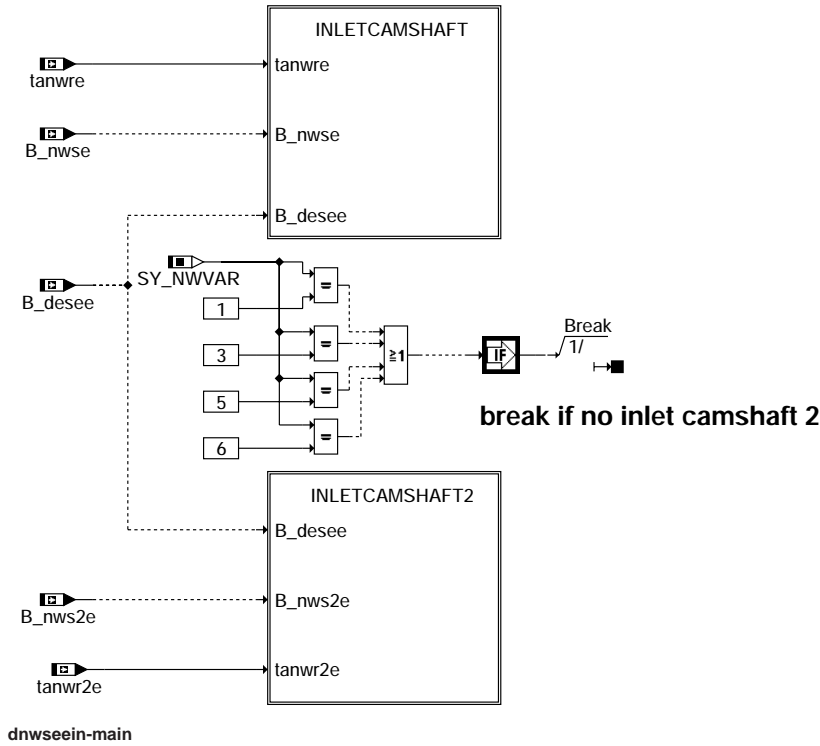 INLETCAMSHAFT
tanwre
tanwre
B_nwse
B_nwse
B_desee
B_desee
SY_NWVAR
1
=
3
=
5
=
6
=
≥1
IF
Break
1/
break if no inlet camshaft 2
INLETCAMSHAFT2
B_desee
B_nws2e
B_nws2e
tanwr2e
tanwr2e
dnwseein-main